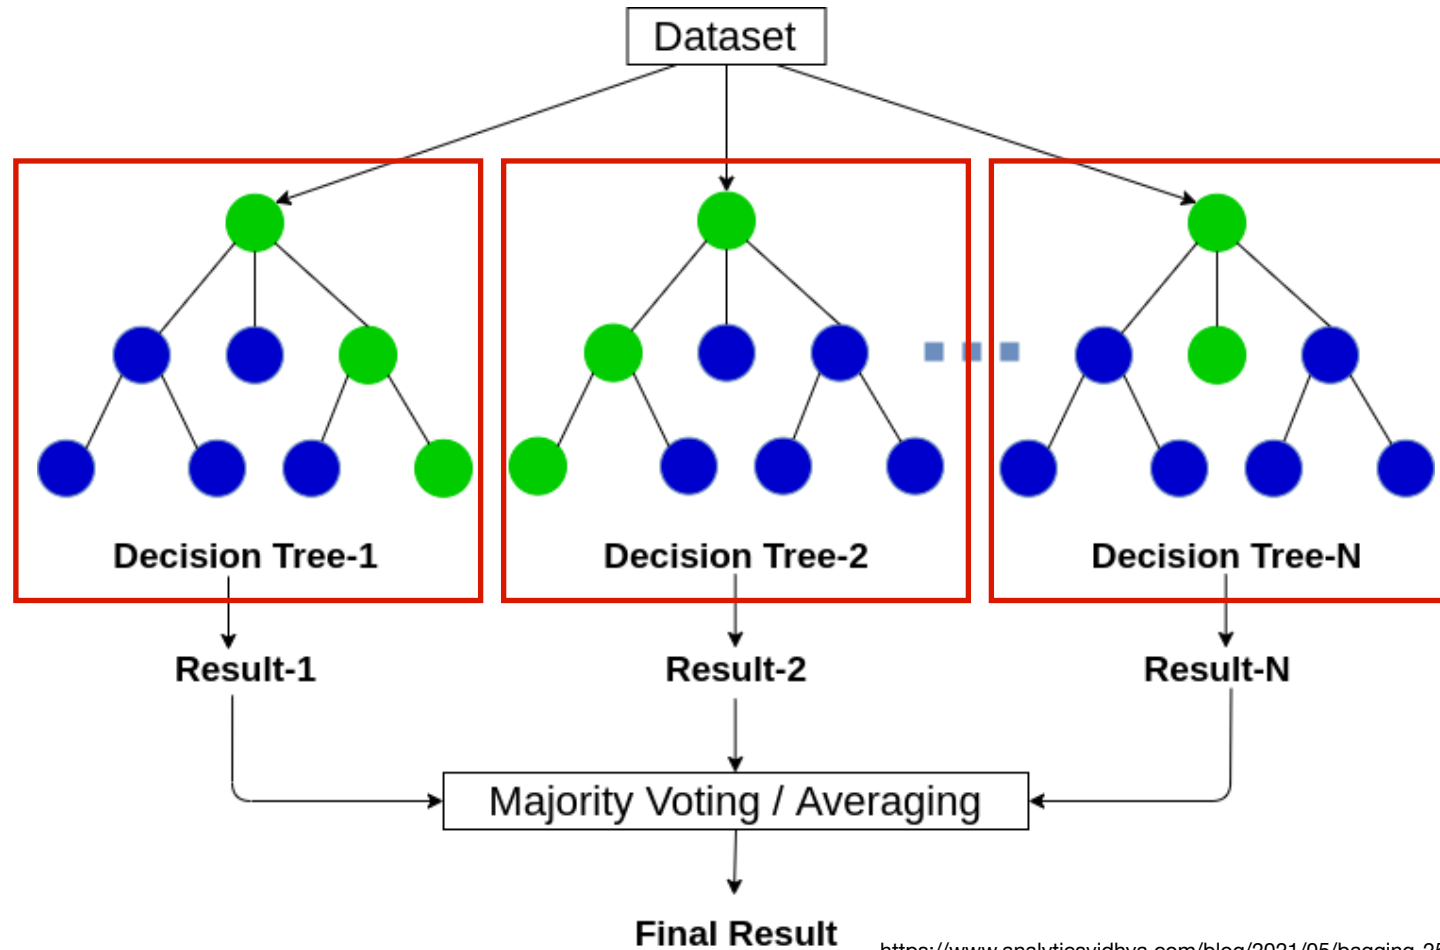 Dataset
Decision Tree-1
Decision Tree-2
Decision Tree-N
Result-1
Result-2
Result-N
Majority Voting / Averaging
Final Result